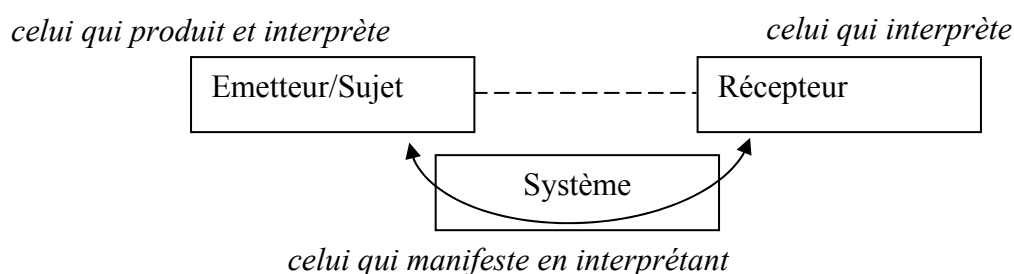 celui qui produit et interprète
celui qui interprète
Emetteur/Sujet
Récepteur
Système
celui qui manifeste en interprétant